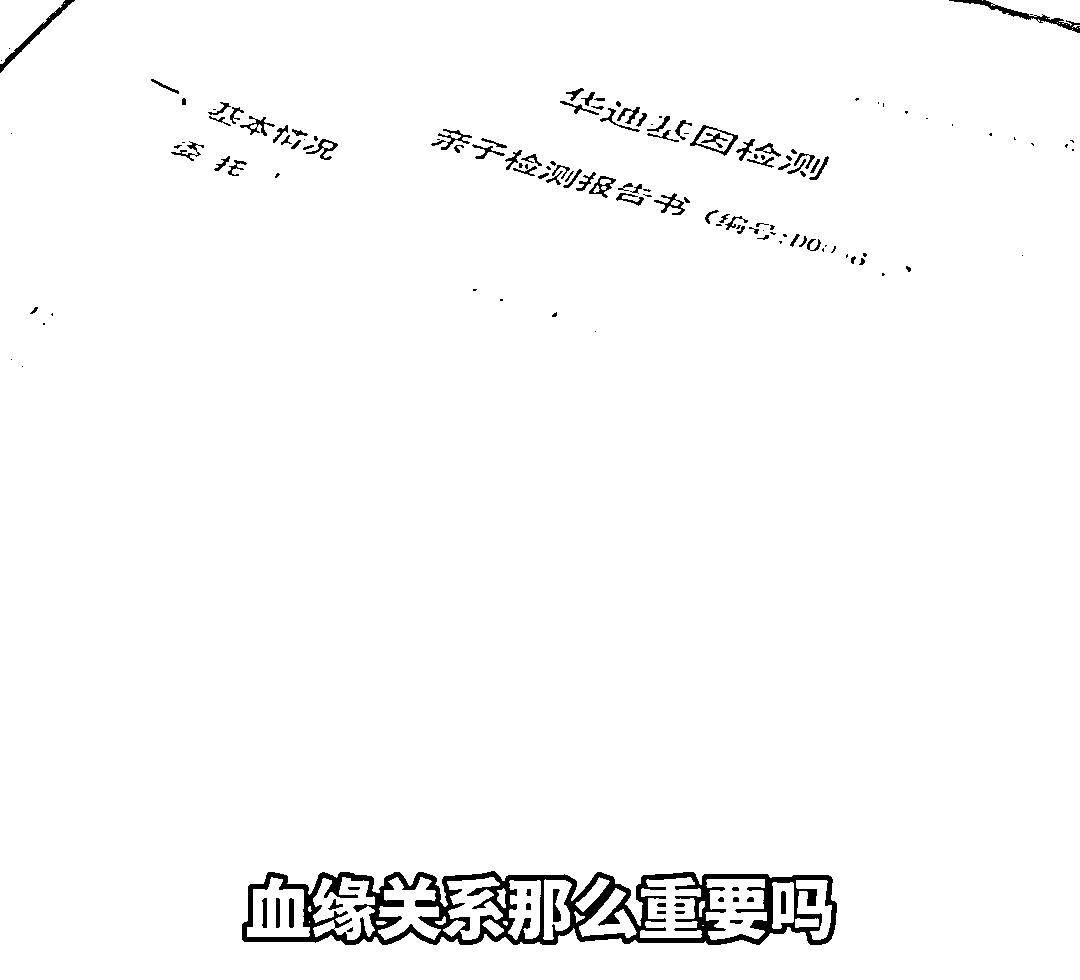 华迪基因检测
亲子检测报告书（编号:D0
一、基本情况
委托
血缘关系那么重要吗